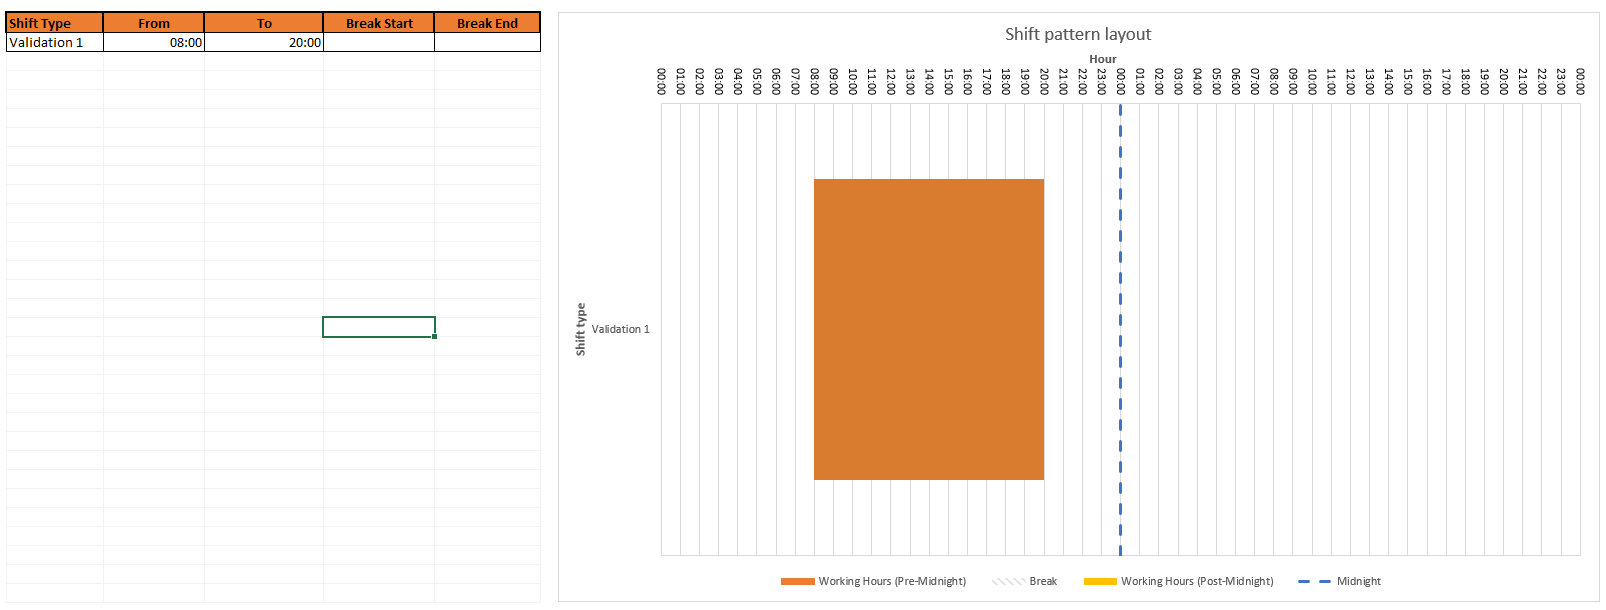 Shift Type From To Break Start Break End
Validation 1 08:00 20:00
Shift pattern layout
Hour
00:00 01:00 02:00 03:00 04:00 05:00 06:00 07:00 08:00 09:00 10:00 11:00 12:00 13:00 14:00 15:00 16:00 17:00 18:00 19:00 20:00 21:00 22:00 23:00 00:00 01:00 02:00 03:00 04:00 05:00 06:00 07:00 08:00 09:00 10:00 11:00 12:00 13:00 14:00 15:00 16:00 17:00 18:00 19:00 20:00 21:00 22:00 23:00 00:00
Shift type
Validation 1
Working Hours (Pre-Midnight) Break Working Hours (Post-Midnight) Midnight